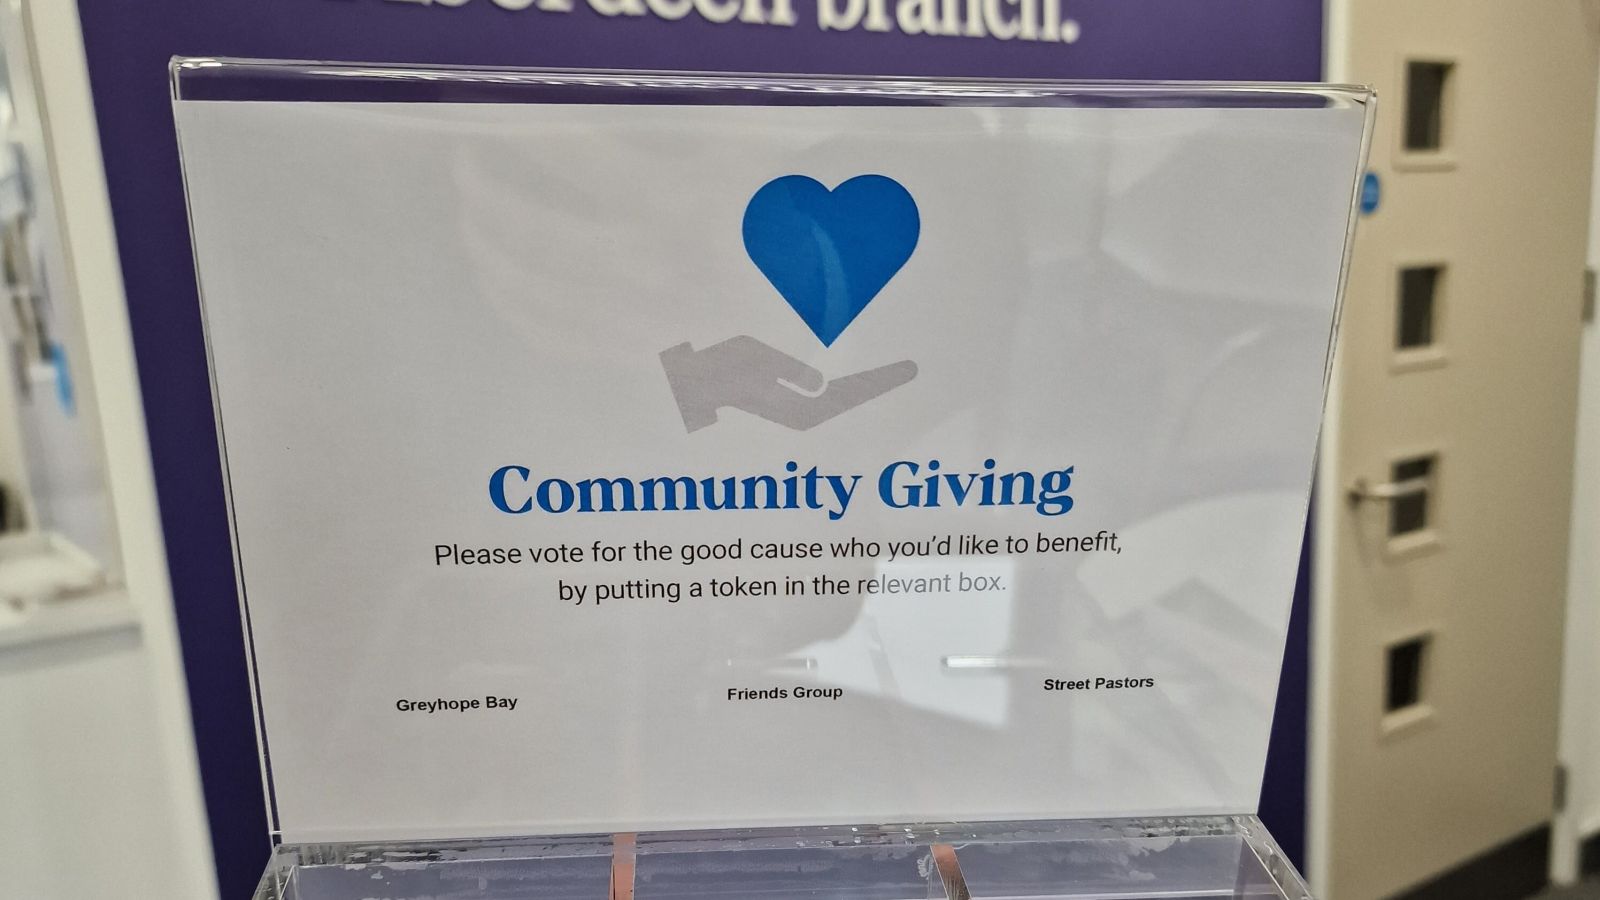 Aberdeen branch.
Community Giving
Please vote for the good cause who you'd like to benefit,
by putting a token in the relevant box.
Greyhope Bay
Friends Group
Street Pastors